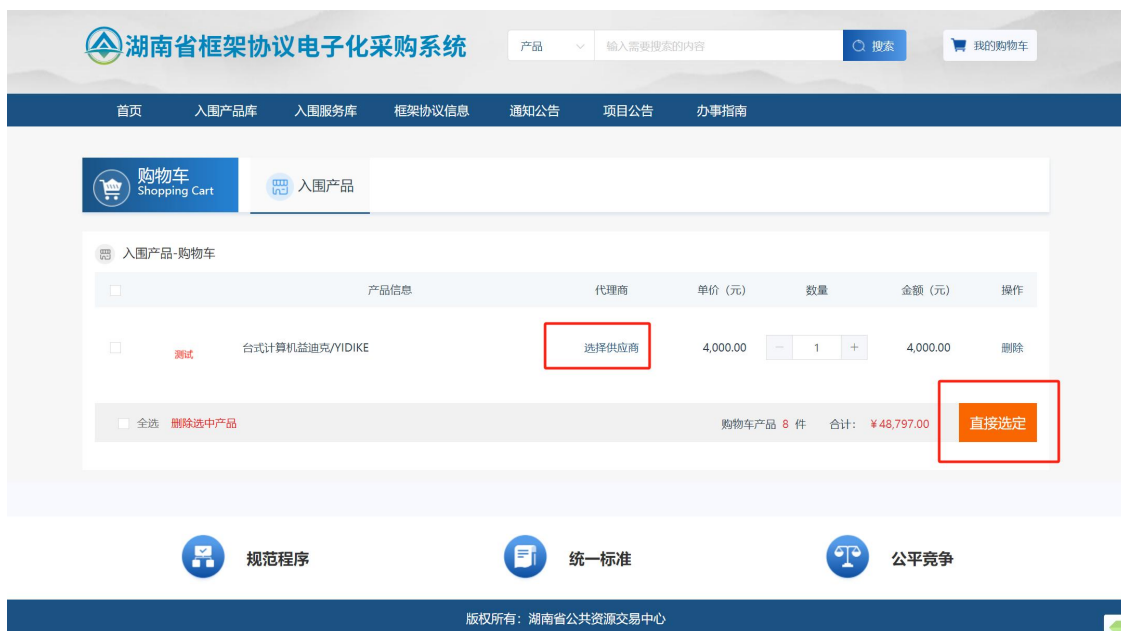 湖南省框架协议电子化采购系统 产品 输入需要搜索的内容 搜索 我的购物车
首页 入围产品库 入围服务库 框架协议信息 通知公告 项目公告 办事指南
购物车
Shopping Cart
入围产品
入围产品-购物车
产品信息 代理商 单价（元） 数量 金额（元） 操作
测试 台式计算机益迪克/YIDIKE 选择供应商 4,000.00 － 1 + 4,000.00 删除
全选 删除选中产品 购物车产品 8 件 合计： ¥48,797.00 直接选定
规范程序 统一标准 公平竞争
版权所有：湖南省公共资源交易中心